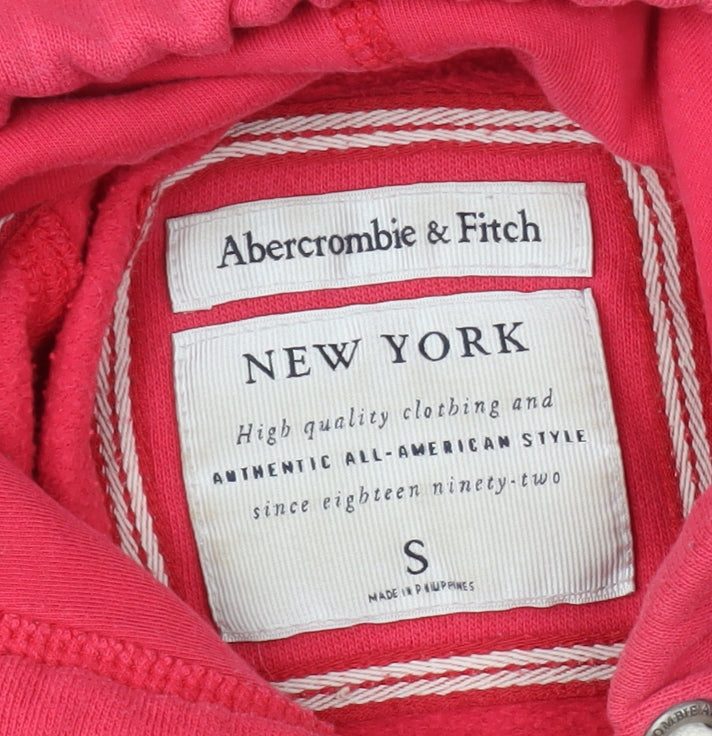 Abercrombie & Fitch
NEW YORK
High quality clothing and
AUTHENTIC ALL-AMERICAN STYLE
since eighteen ninety-two
S
MADE IN PHILIPPINES